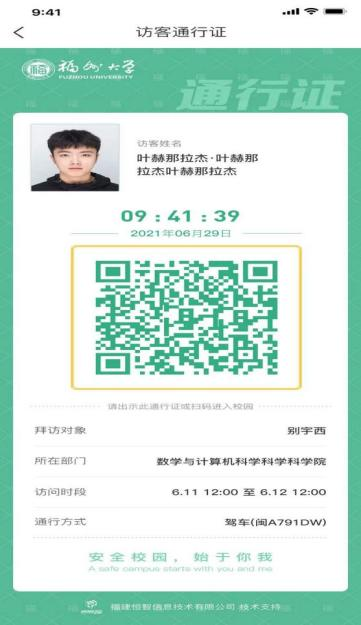 9:41
访客通行证
福州大学
FUZHOU UNIVERSITY
通行证
访客姓名
叶赫那拉杰·叶赫那
拉杰叶赫那拉杰
09:41:39
2021年06月29日
请出示此通行证或扫码进入校园
拜访对象 别宇西
所在部门 数学与计算机科学科学科学院
访问时段 6.11 12:00 至 6.12 12:00
通行方式 驾车(闽A791DW)
安全校园，始于你我
A safe campus starts with you and me
福建恒智信息技术有限公司 技术支持